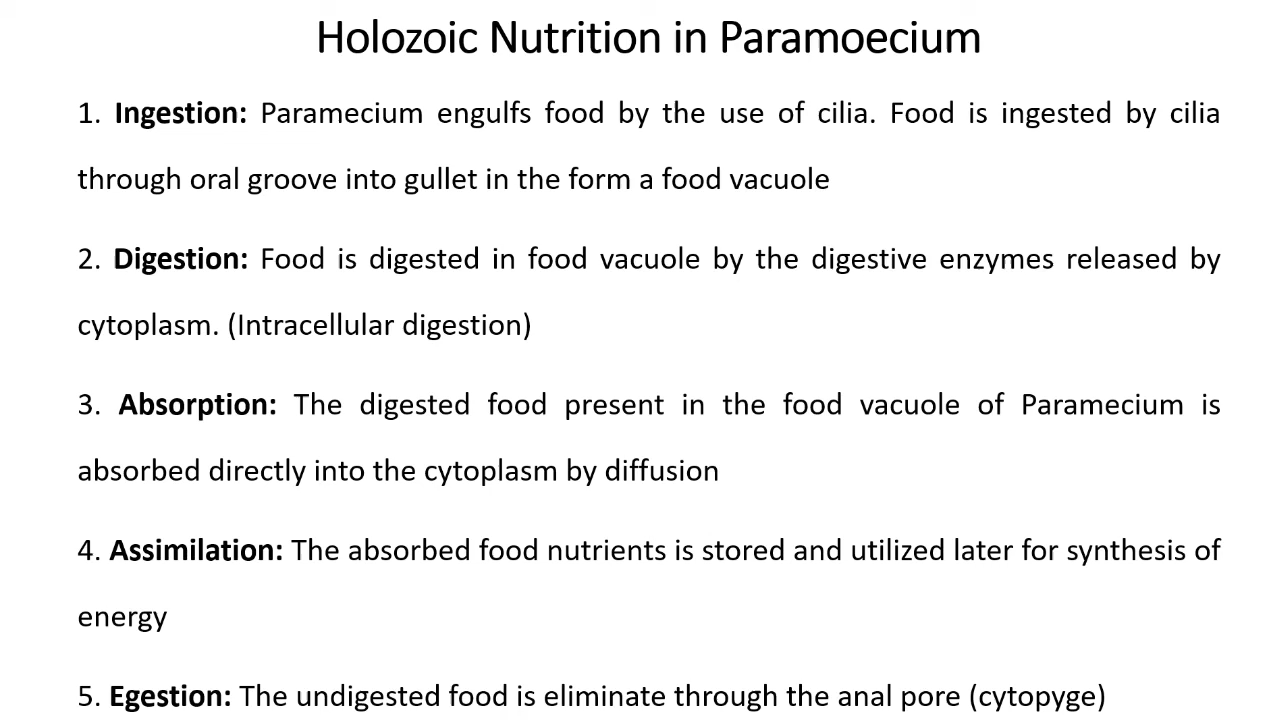 Holozoic Nutrition in Paramoecium
1. Ingestion: Paramecium engulfs food by the use of cilia. Food is ingested by cilia
through oral groove into gullet in the form a food vacuole
2. Digestion: Food is digested in food vacuole by the digestive enzymes released by
cytoplasm. (Intracellular digestion)
3. Absorption: The digested food present in the food vacuole of Paramecium is
absorbed directly into the cytoplasm by diffusion
4. Assimilation: The absorbed food nutrients is stored and utilized later for synthesis of
energy
5. Egestion: The undigested food is eliminate through the anal pore (cytopyge)